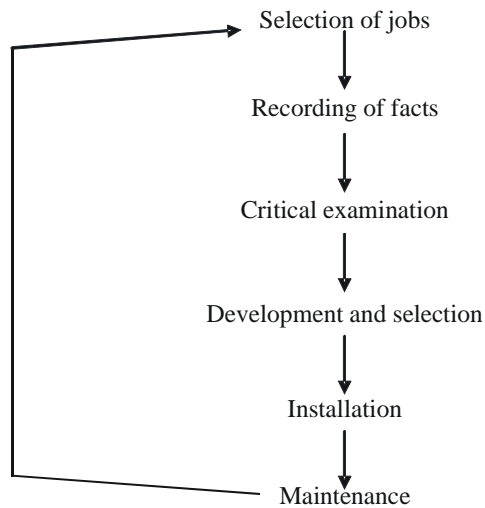 Selection of jobs
Recording of facts
Critical examination
Development and selection
Installation
Maintenance